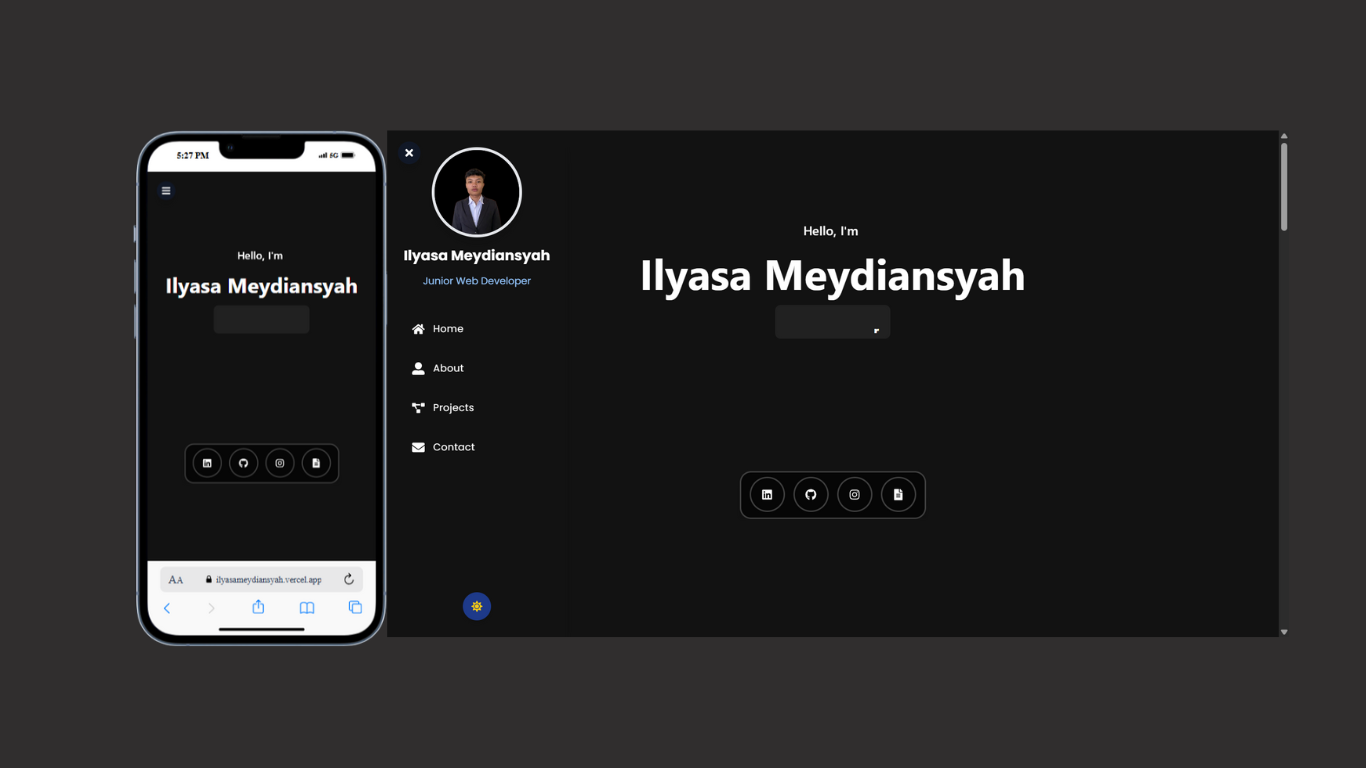 5:27 PM
5G
Hello, I'm
Ilyasa Meydiansyah
AA
ilyasameydiansyah.vercel.app
Ilyasa Meydiansyah
Junior Web Developer
Home
About
Projects
Contact
Hello, I'm
Ilyasa Meydiansyah